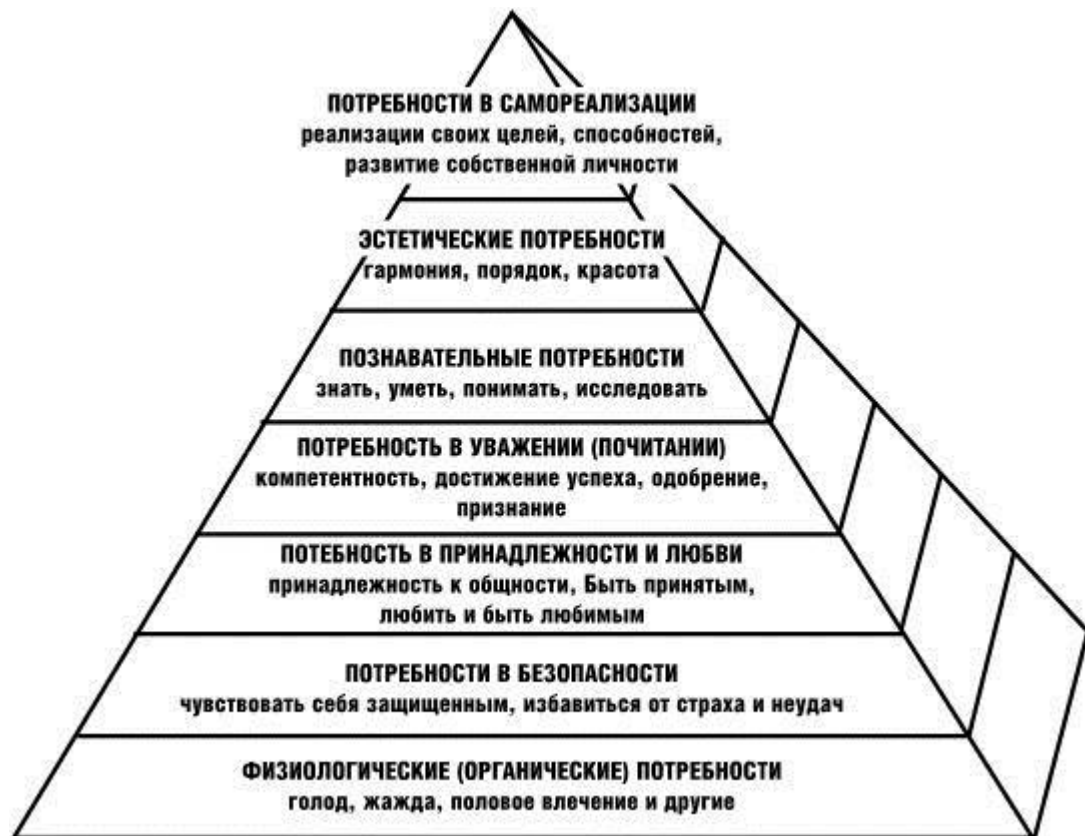 ПОТРЕБНОСТИ В САМОРЕАЛИЗАЦИИ
реализации своих целей, способностей,
развитие собственной личности
ЭСТЕТИЧЕСКИЕ ПОТРЕБНОСТИ
гармония, порядок, красота
ПОЗНАВАТЕЛЬНЫЕ ПОТРЕБНОСТИ
знать, уметь, понимать, исследовать
ПОТРЕБНОСТЬ В УВАЖЕНИИ (ПОЧИТАНИИ)
компетентность, достижение успеха, одобрение,
признание
ПОТЕБНОСТЬ В ПРИНАДЛЕЖНОСТИ И ЛЮБВИ
принадлежность к общности, Быть принятым,
любить и быть любимым
ПОТРЕБНОСТИ В БЕЗОПАСНОСТИ
чувствовать себя защищенным, избавиться от страха и неудач
ФИЗИОЛОГИЧЕСКИЕ (ОРГАНИЧЕСКИЕ) ПОТРЕБНОСТИ
голод, жажда, половое влечение и другие